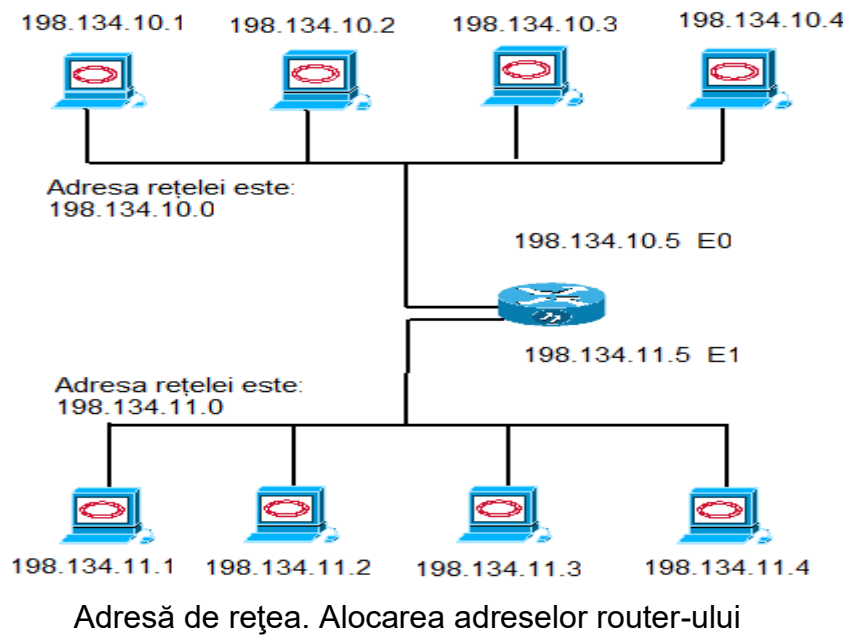 198.134.10.1 198.134.10.2 198.134.10.3 198.134.10.4
Adresa rețelei este:
198.134.10.0
198.134.10.5 E0
198.134.11.5 E1
Adresa rețelei este:
198.134.11.0
198.134.11.1 198.134.11.2 198.134.11.3 198.134.11.4
Adresă de reţea. Alocarea adreselor router-ului